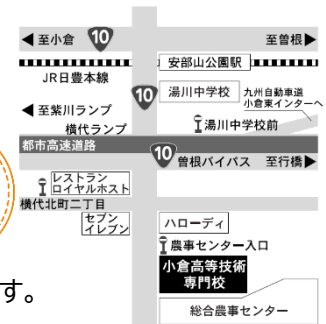 ◀至小倉 10 至曽根▶
安部山公園駅
JR日豊本線
10 湯川中学校 九州自動車道
小倉東インターへ
◀至紫川ランプ
湯川中学校前
横代ランプ
都市高速道路
10 曽根バイパス 至行橋▶
レストラン
ロイヤルホスト
横代北町二丁目
セブン
イレブン
ハローディ
農事センター入口
小倉高等技術
専門校
す。
総合農事センター